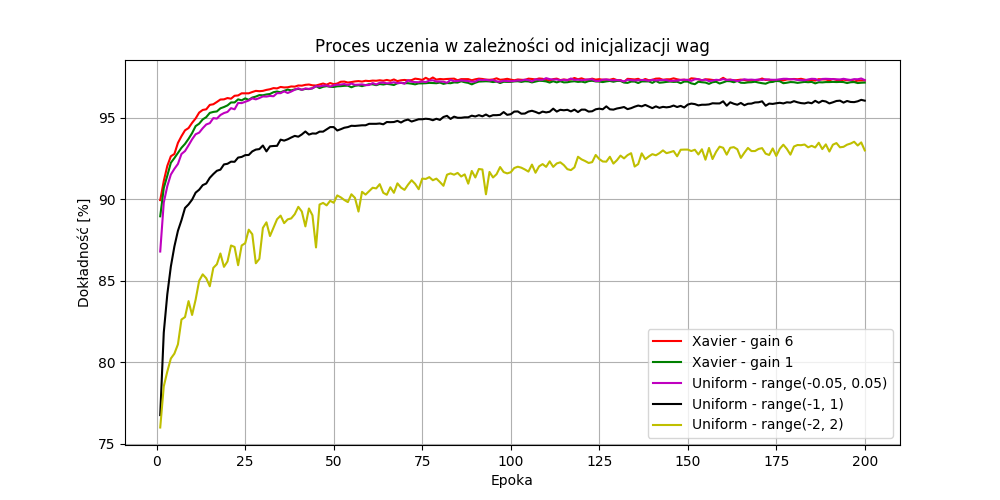 Proces uczenia w zależności od inicjalizacji wag
Dokładność [%]
95
90
85
80
75
0 25 50 75 100 125 150 175 200
Epoka
Xavier - gain 6
Xavier - gain 1
Uniform - range(-0.05, 0.05)
Uniform - range(-1, 1)
Uniform - range(-2, 2)